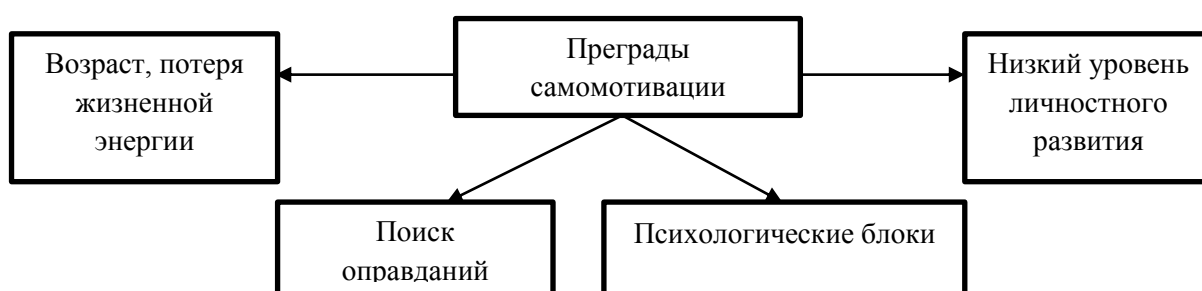 Преграды
самомотивации
Возраст, потеря
жизненной
энергии
Низкий уровень
личностного
развития
Поиск
оправданий
Психологические блоки